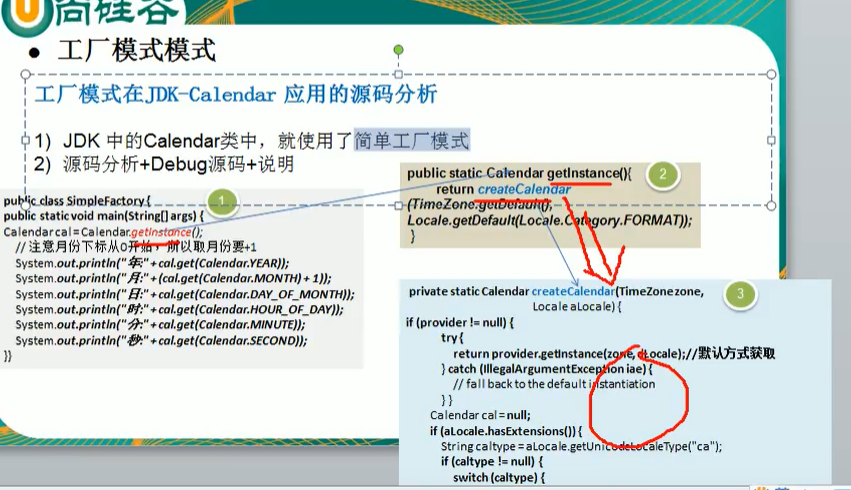 尚硅谷
● 工厂模式模式
工厂模式在JDK-Calendar 应用的源码分析
1) JDK 中的Calendar类中，就使用了简单工厂模式
2) 源码分析+Debug源码+说明
1
public class SimpleFactory {
public static void main(String[] args) {
Calendar cal = Calendar.getInstance();
// 注意月份下标从0开始，所以取月份要+1
System.out.println("年:" + cal.get(Calendar.YEAR));
System.out.println("月:" + (cal.get(Calendar.MONTH) + 1));
System.out.println("日:" + cal.get(Calendar.DAY_OF_MONTH));
System.out.println("时:" + cal.get(Calendar.HOUR_OF_DAY));
System.out.println("分:" + cal.get(Calendar.MINUTE));
System.out.println("秒:" + cal.get(Calendar.SECOND));
}}
2
public static Calendar getInstance(){
return createCalendar
(TimeZone.getDefault(),
Locale.getDefault(Locale.Category.FORMAT));
}
3
private static Calendar createCalendar(TimeZone zone,
Locale aLocale) {
if (provider != null) {
try {
return provider.getInstance(zone, aLocale);//默认方式获取
} catch (IllegalArgumentException iae) {
// fall back to the default instantiation
} }
Calendar cal = null;
if (aLocale.hasExtensions()) {
String caltype = aLocale.getUnicodeLocaleType("ca");
if (caltype != null) {
switch (caltype) {